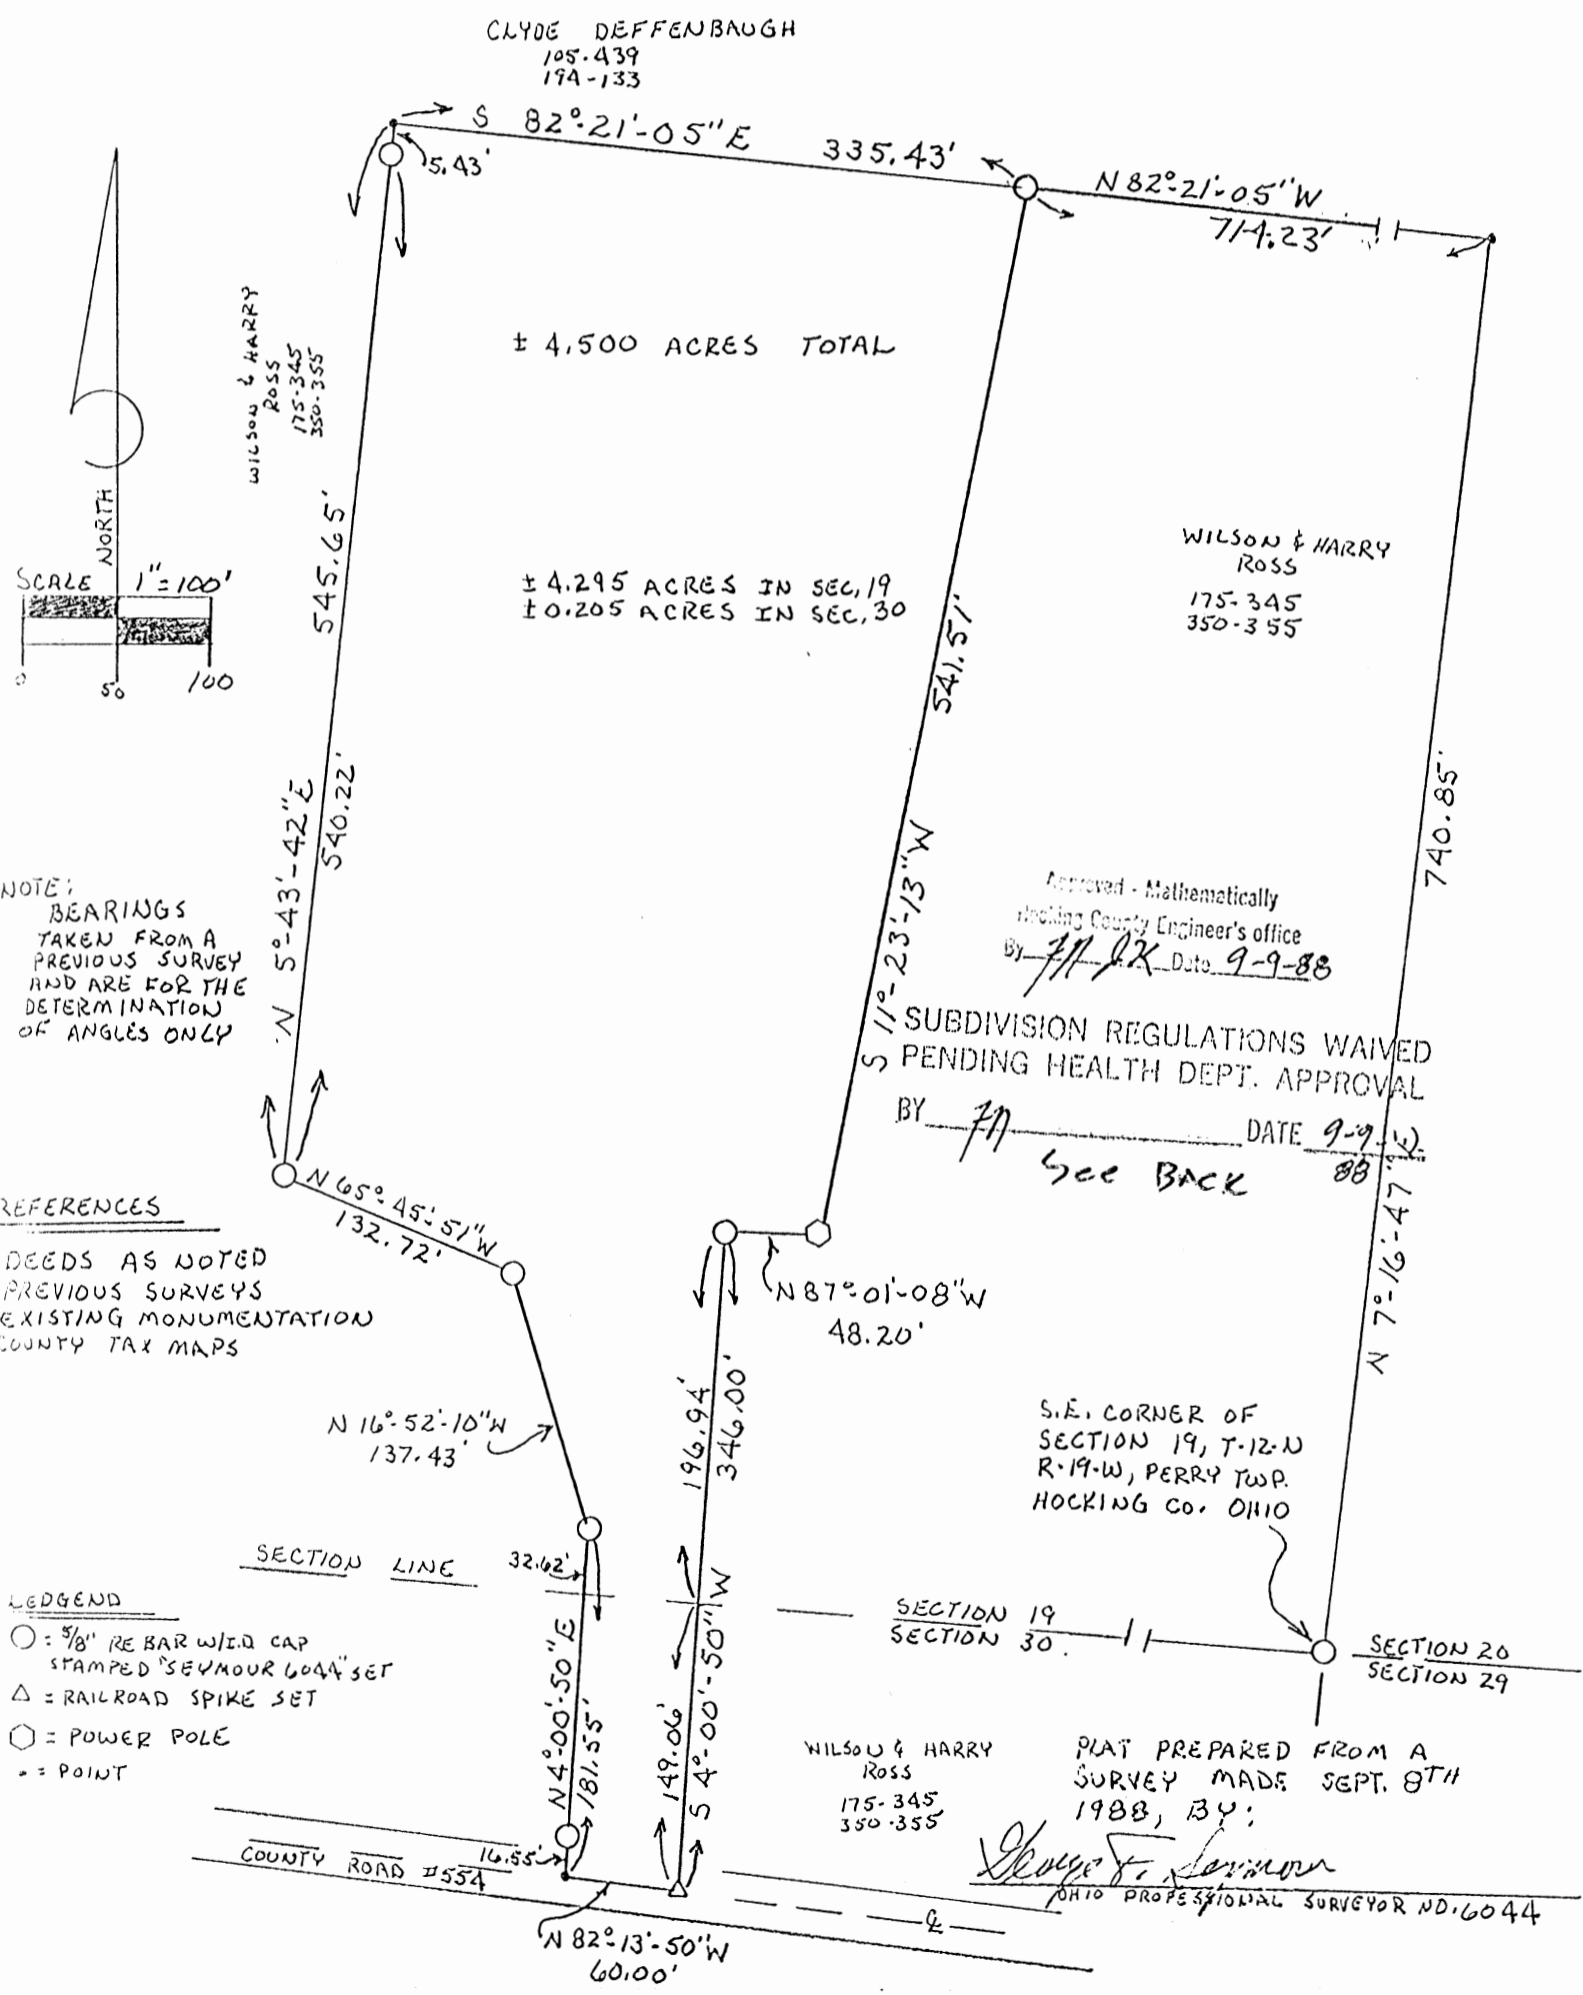 CLYDE DEFFENBAUGH
105-439
194-133
S 82°-21'-05" E 335.43'
5.43'
N 82°-21'-05" W
714.23'
± 4.500 ACRES TOTAL
WILSON & HARRY
ROSS
175-345
350-355
NORTH
SCALE 1"=100'
0 50 100
545.65'
N 5°-43'-42" E
540.22'
± 4.295 ACRES IN SEC, 19
± 0.205 ACRES IN SEC, 30
541.51'
S 11°-23'-13" W
WILSON & HARRY
ROSS
175-345
350-355
740.85'
N 7°-16'-47" E
NOTE:
BEARINGS
TAKEN FROM A
PREVIOUS SURVEY
AND ARE FOR THE
DETERMINATION
OF ANGLES ONLY
Approved - Mathematically
Hocking County Engineer's office
By Date 9-9-88
SUBDIVISION REGULATIONS WAIVED
PENDING HEALTH DEPT. APPROVAL
BY DATE 9-9-88
See BACK
N 65°-45'-51" W
132.72'
REFERENCES
DEEDS AS NOTED
PREVIOUS SURVEYS
EXISTING MONUMENTATION
COUNTY TAX MAPS
N 87°-01'-08" W
48.20'
N 16°-52'-10" W
137.43'
196.94'
346.00'
S.E. CORNER OF
SECTION 19, T-12-N
R-19-W, PERRY TWP.
HOCKING CO. OHIO
SECTION LINE
32.62'
SECTION 19
SECTION 30
SECTION 20
SECTION 29
LEDGEND
○ = 5/8" RE BAR W/I.D CAP
STAMPED "SEYMOUR 6044" SET
△ = RAILROAD SPIKE SET
⬡ = POWER POLE
• = POINT
N 4°-00'-50" E
181.55'
149.06'
S 4°-00'-50" W
WILSON & HARRY
ROSS
175-345
350-355
PLAT PREPARED FROM A
SURVEY MADE SEPT. 8TH
1988, BY:
George F. Seymour
OHIO PROFESSIONAL SURVEYOR NO. 6044
COUNTY ROAD #554
16.55'
℄
N 82°-13'-50" W
60.00'